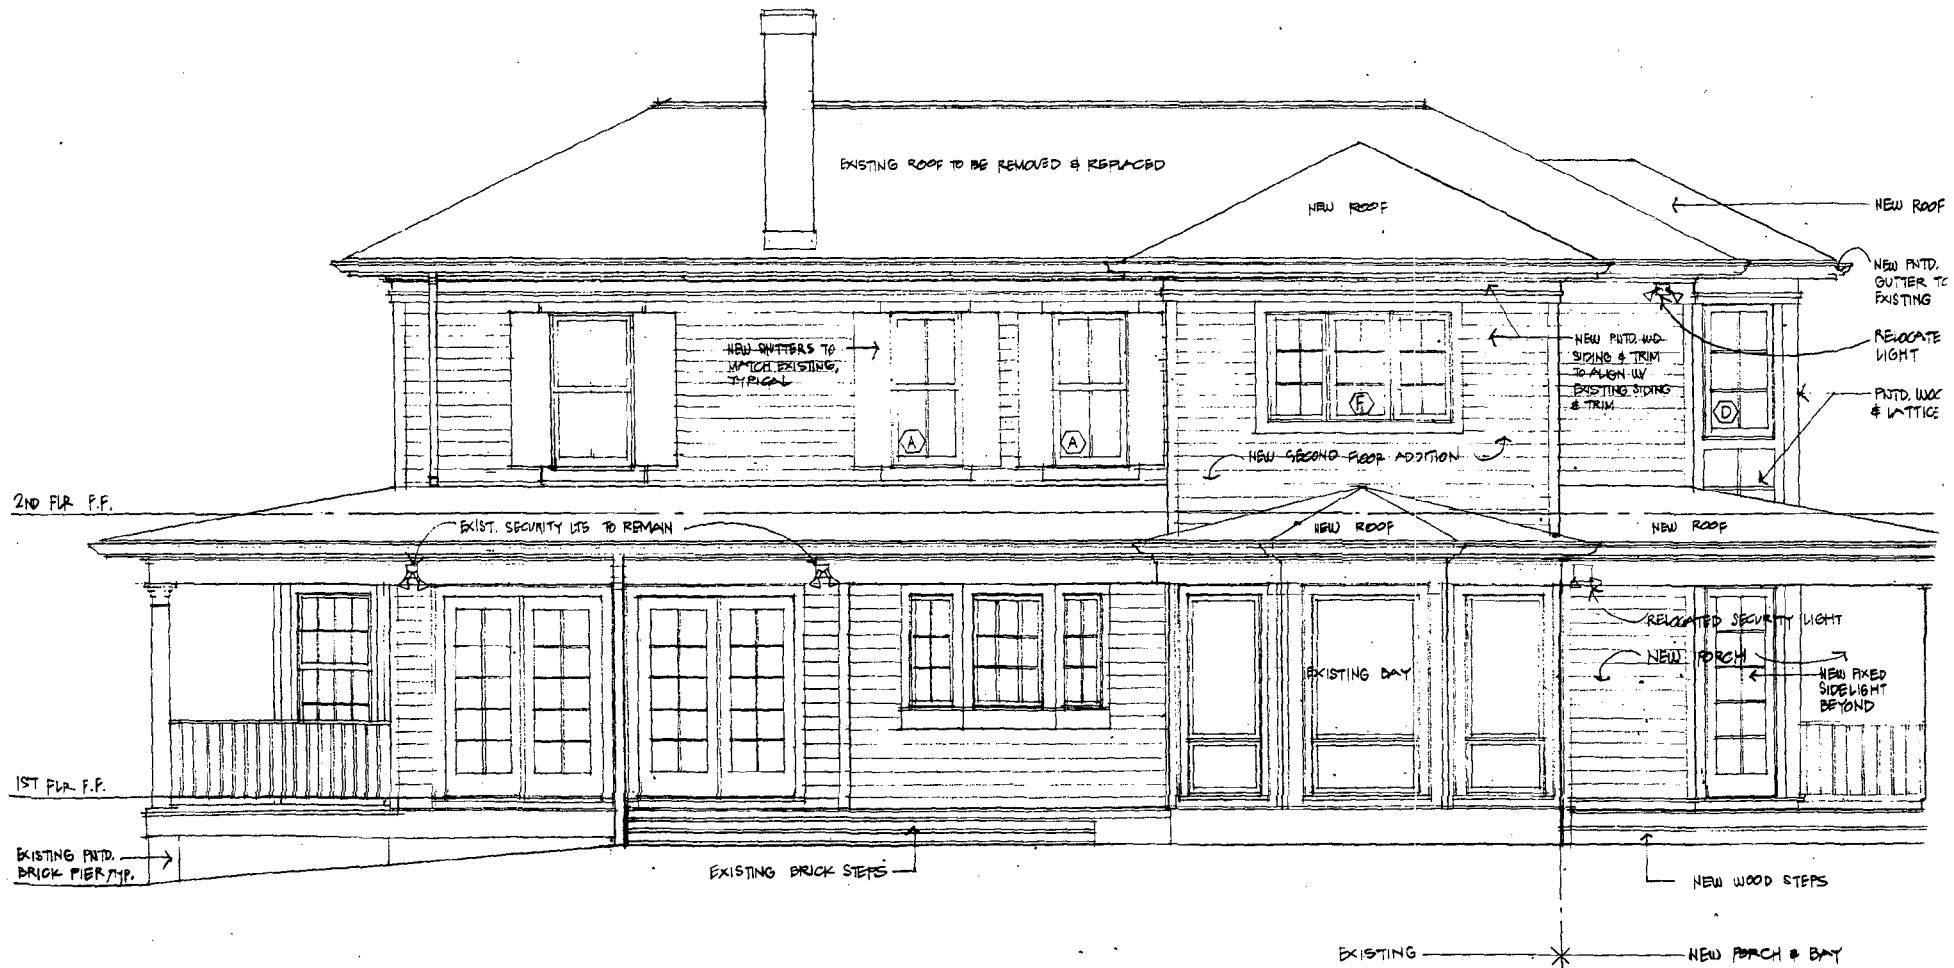 EXISTING ROOF TO BE REMOVED & REPLACED
NEW ROOF
NEW ROOF
NEW PNTD.
GUTTER TO
EXISTING
RELOCATE
LIGHT
NEW SHUTTERS TO
MATCH EXISTING,
TYPICAL
NEW PNTD. WD
SIDING & TRIM
TO ALIGN W/
EXISTING SIDING
& TRIM
PNTD. WOO
& LATTICE
F
D
A
A
NEW SECOND FLOOR ADDITION
2ND FLR F.F.
EXIST. SECURITY LTS TO REMAIN
NEW ROOF
NEW ROOF
RELOCATED SECURITY LIGHT
NEW PORCH
EXISTING BAY
NEW FIXED
SIDELIGHT
BEYOND
1ST FLR F.F.
EXISTING PNTD.
BRICK PIER, TYP.
EXISTING BRICK STEPS
NEW WOOD STEPS
EXISTING
NEW PORCH & BAY